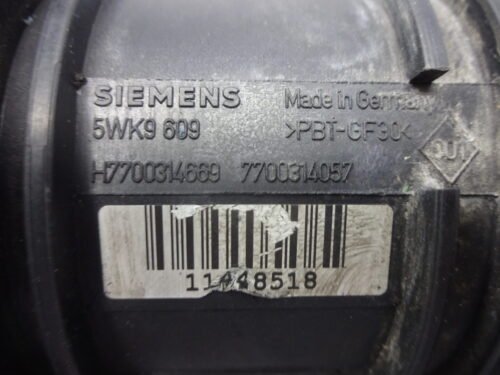 SIEMENS Made in Germany
5WK9 609 >PBT-GF30<
H7700314669 7700314057
11448518